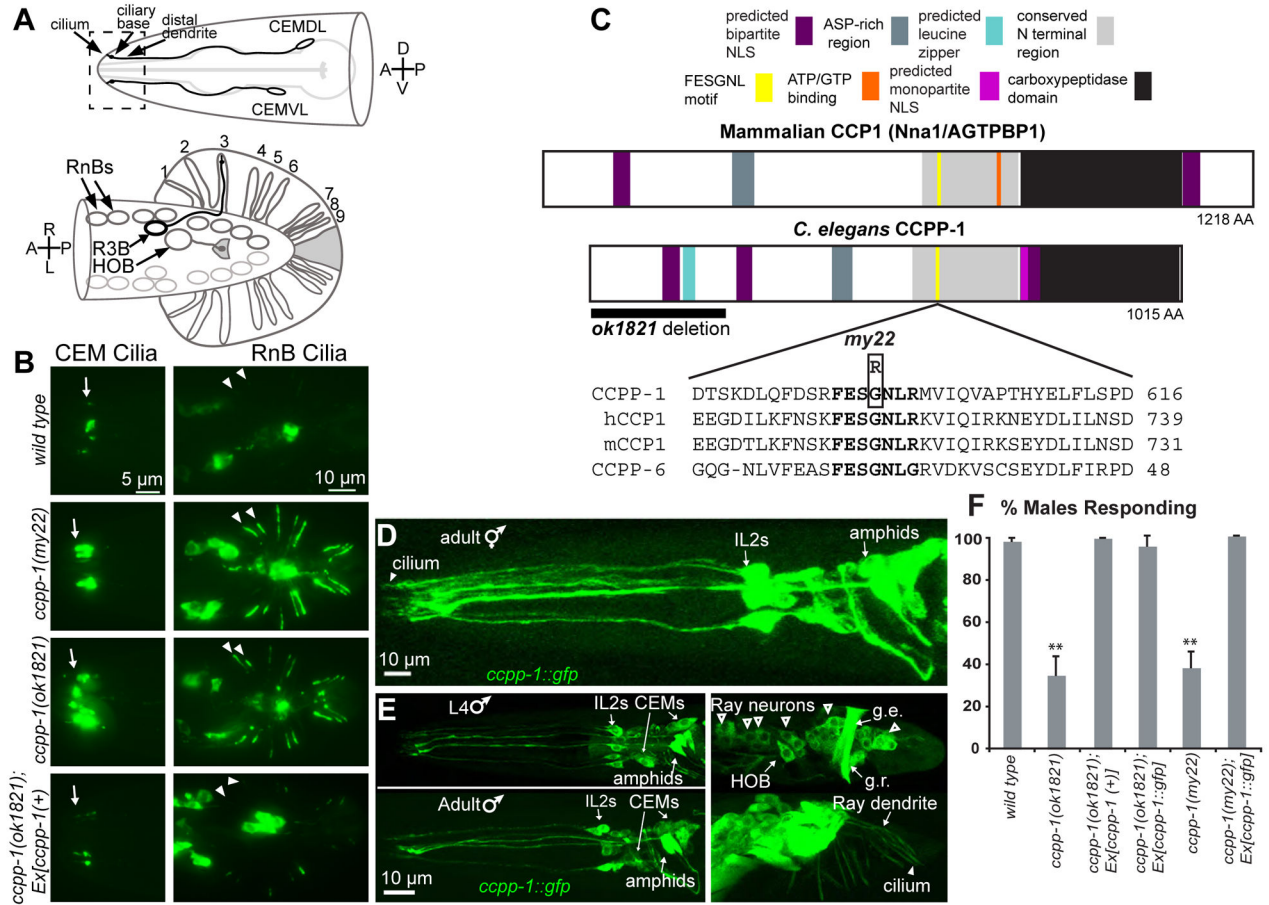 A
cilium
ciliary
base
distal
dendrite
CEMDL
CEMVL
D
A P
V
RnBs
1
2
3
4
5
6
7
8
9
R
A P
L
R3B
HOB
B
CEM Cilia
RnB Cilia
wild type
5 µm
10 µm
ccpp-1(my22)
ccpp-1(ok1821)
ccpp-1(ok1821);
Ex[ccpp-1(+)
C
predicted
bipartite
NLS
ASP-rich
region
predicted
leucine
zipper
conserved
N terminal
region
FESGNL
motif
ATP/GTP
binding
predicted
monopartite
NLS
carboxypeptidase
domain
Mammalian CCP1 (Nna1/AGTPBP1)
1218 AA
C. elegans CCPP-1
1015 AA
ok1821 deletion
my22
R
CCPP-1 DTSKDLQFDSRFESGNLRMVIQVAPTHYELFLSPD 616
hCCP1 EEGDILKFNSKFESGNLRKVIQIRKNEYDLILNSD 739
mCCP1 EEGDTLKFNSKFESGNLRKVIQIRKSEYDLILNSD 731
CCPP-6 GQG-NLVFEASFESGNLGRVDKVSCSEYDLFIRPD 48
D
adult ⚥
cilium
IL2s
amphids
10 µm
ccpp-1::gfp
E
L4♂
IL2s CEMs
amphids
Ray neurons
g.e.
HOB
g.r.
Adult♂
IL2s CEMs
amphids
10 µm
ccpp-1::gfp
Ray dendrite
cilium
F
% Males Responding
100
80
60
40
20
0
**
**
wild type
ccpp-1(ok1821)
ccpp-1(ok1821);
Ex[ccpp-1 (+)]
ccpp-1(ok1821);
Ex[ccpp-1::gfp]
ccpp-1(my22)
ccpp-1(my22);
Ex[ccpp-1::gfp]